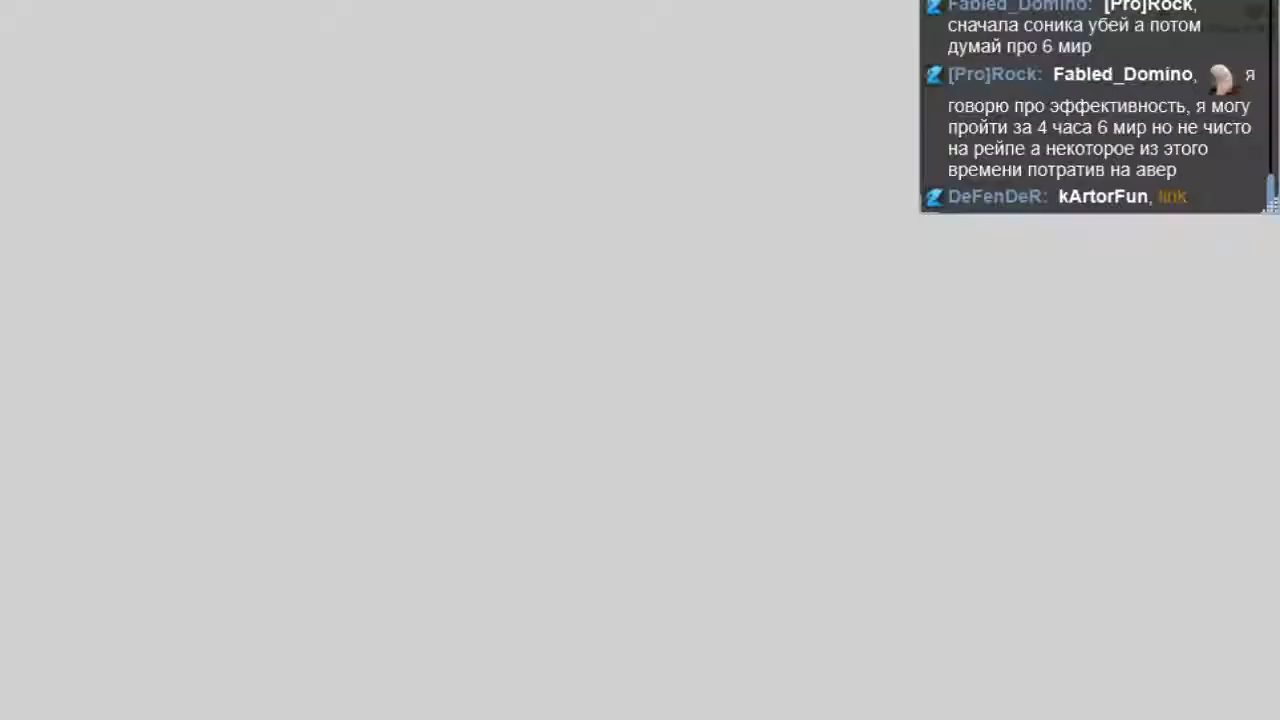 Fabled_Domino: [Pro]Rock,
сначала соника убей а потом
думай про 6 мир
[Pro]Rock: Fabled_Domino, я
говорю про эффективность, я могу
пройти за 4 часа 6 мир но не чисто
на рейпе а некоторое из этого
времени потратив на авер
DeFenDeR: kArtorFun, link